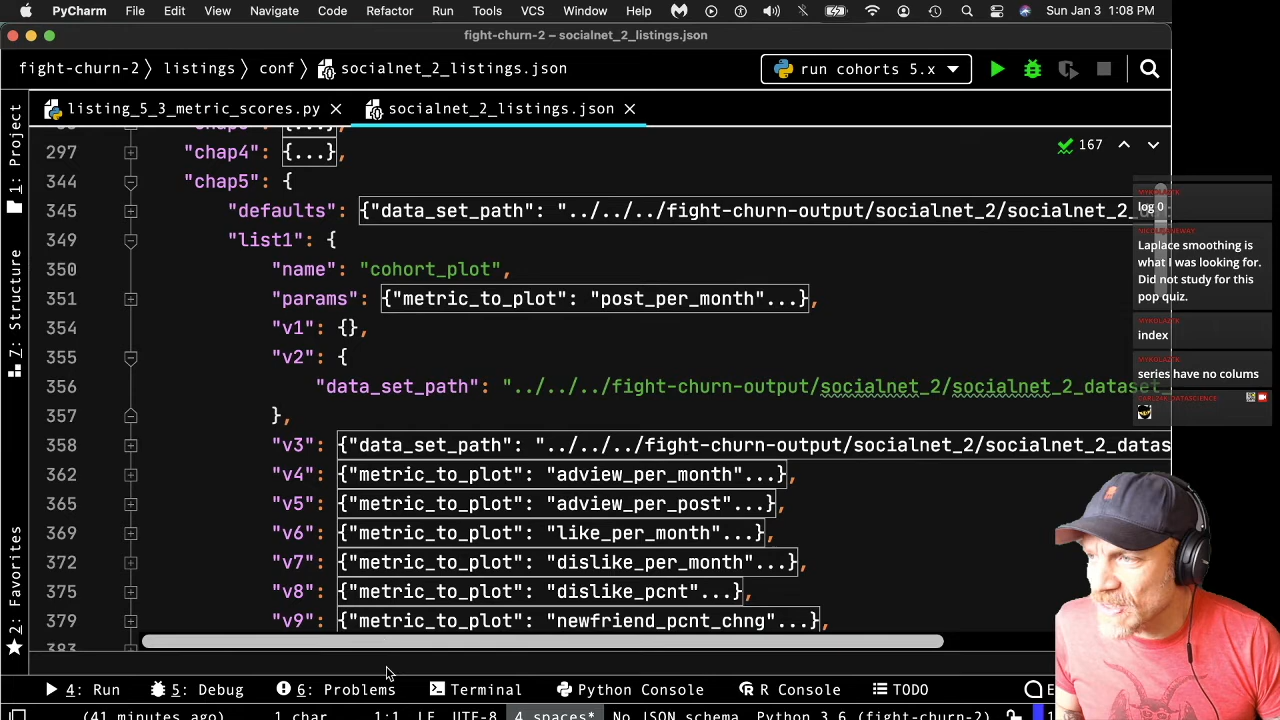 PyCharm File Edit View Navigate Code Refactor Run Tools VCS Window Help Sun Jan 3 1:08 PM
fight-churn-2 – socialnet_2_listings.json
fight-churn-2 〉 listings 〉 conf 〉 socialnet_2_listings.json
run cohorts 5.x
1: Project
7: Structure
2: Favorites
listing_5_3_metric_scores.py
socialnet_2_listings.json
167
297 "chap4": {...},
344 "chap5": {
345 "defaults": {"data_set_path": "../../../fight-churn-output/socialnet_2/socialnet_2_
349 "list1": {
350 "name": "cohort_plot",
351 "params": {"metric_to_plot": "post_per_month"...},
354 "v1": {},
355 "v2": {
356 "data_set_path": "../../../fight-churn-output/socialnet_2/socialnet_2_dataset
357 },
358 "v3": {"data_set_path": "../../../fight-churn-output/socialnet_2/socialnet_2_datas
362 "v4": {"metric_to_plot": "adview_per_month"...},
365 "v5": {"metric_to_plot": "adview_per_post"...},
369 "v6": {"metric_to_plot": "like_per_month"...},
372 "v7": {"metric_to_plot": "dislike_per_month"...},
375 "v8": {"metric_to_plot": "dislike_pcnt"...},
379 "v9": {"metric_to_plot": "newfriend_pcnt_chng"...},
383
MYKOLAZEK
log 0
Laplace smoothing is
what I was looking for.
Did not study for this
pop quiz.
MYKOLAZEK
index
MYKOLAZEK
series have no colums
CARL24K_DATASCIENCE
4: Run 5: Debug 6: Problems Terminal Python Console R Console TODO
(41 minutes ago) 1 char 1:1 LF UTF-8 4 spaces* No JSON schema Python 3.6 (fight-churn-2)